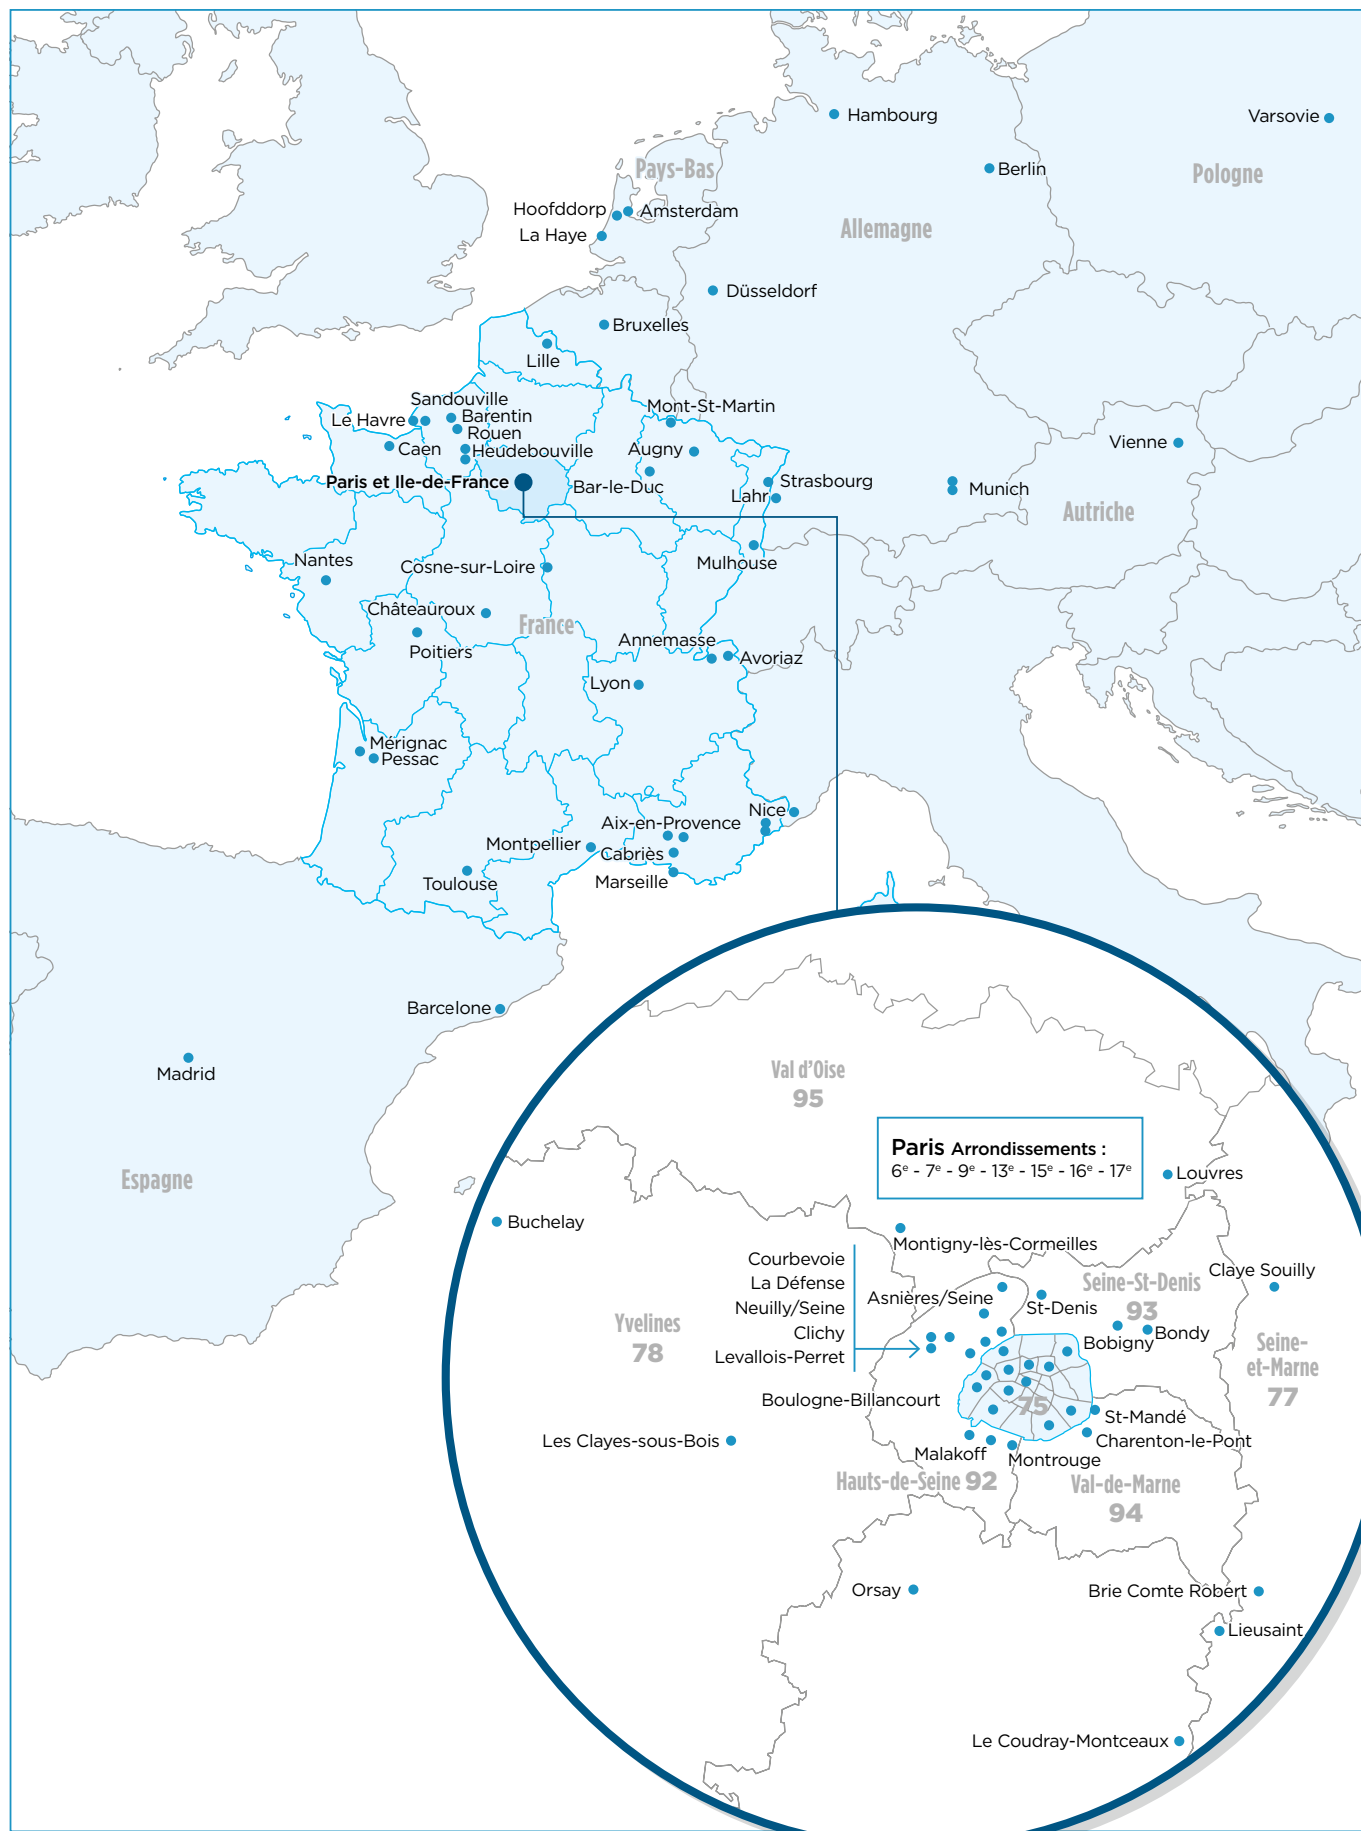 Hambourg
Varsovie
Pays-Bas
Berlin
Pologne
Hoofddorp
Amsterdam
La Haye
Allemagne
Düsseldorf
Bruxelles
Lille
Sandouville
Mont-St-Martin
Le Havre
Barentin
Rouen
Caen
Heudebouville
Augny
Vienne
Paris et Ile-de-France
Bar-le-Duc
Strasbourg
Lahr
Munich
Autriche
Nantes
Cosne-sur-Loire
Mulhouse
Châteauroux
France
Annemasse
Poitiers
Avoriaz
Lyon
Mérignac
Pessac
Nice
Aix-en-Provence
Montpellier
Cabriès
Toulouse
Marseille
Barcelone
Madrid
Espagne
Val d'Oise
95
Paris Arrondissements :
6e - 7e - 9e - 13e - 15e - 16e - 17e
Louvres
Buchelay
Montigny-lès-Cormeilles
Courbevoie
La Défense
Neuilly/Seine
Clichy
Levallois-Perret
Asnières/Seine
St-Denis
Seine-St-Denis
93
Claye Souilly
Yvelines
78
Bobigny
Bondy
Seine-
et-Marne
77
Boulogne-Billancourt
75
St-Mandé
Charenton-le-Pont
Les Clayes-sous-Bois
Malakoff
Montrouge
Hauts-de-Seine 92
Val-de-Marne
94
Orsay
Brie Comte Robert
Lieusaint
Le Coudray-Montceaux